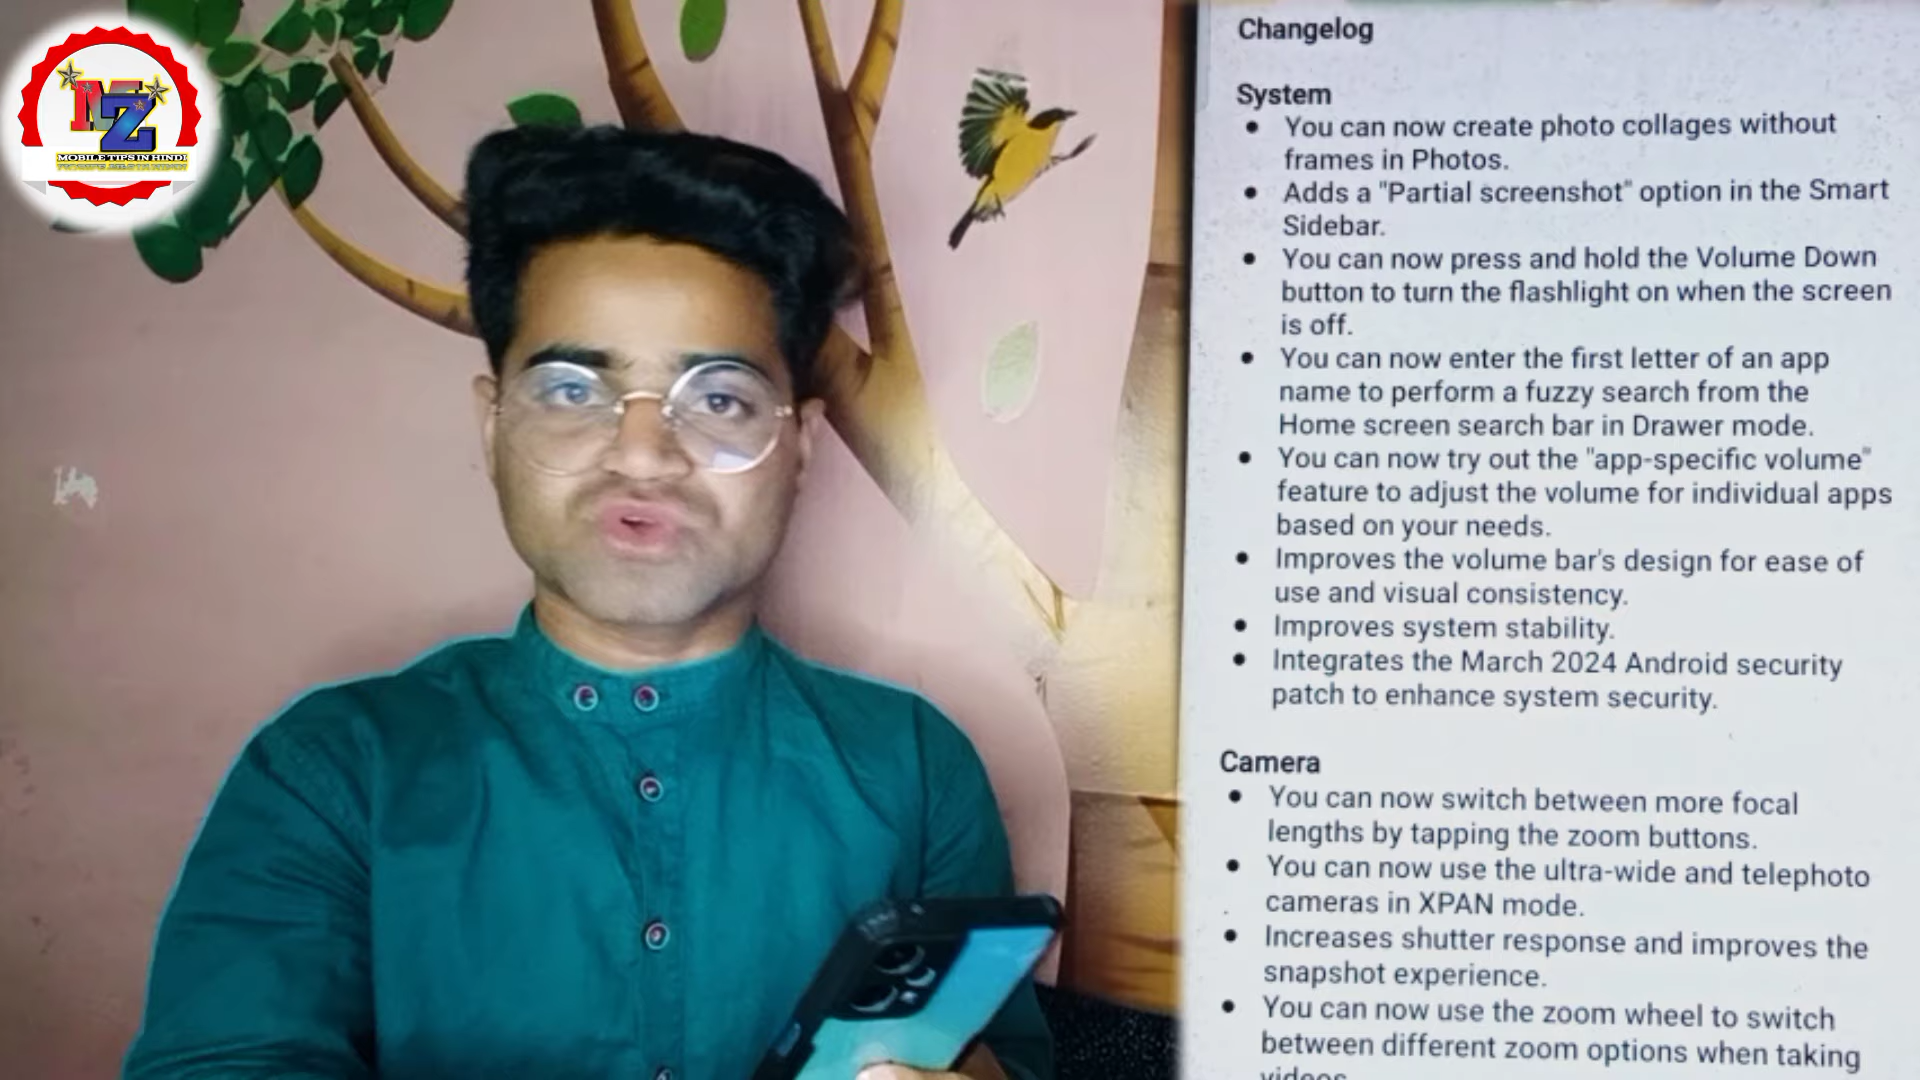 MZ
MOBILE TIPS IN HINDI
Changelog
System
• You can now create photo collages without
frames in Photos.
• Adds a "Partial screenshot" option in the Smart
Sidebar.
• You can now press and hold the Volume Down
button to turn the flashlight on when the screen
is off.
• You can now enter the first letter of an app
name to perform a fuzzy search from the
Home screen search bar in Drawer mode.
• You can now try out the "app-specific volume"
feature to adjust the volume for individual apps
based on your needs.
• Improves the volume bar's design for ease of
use and visual consistency.
• Improves system stability.
• Integrates the March 2024 Android security
patch to enhance system security.
Camera
• You can now switch between more focal
lengths by tapping the zoom buttons.
• You can now use the ultra-wide and telephoto
cameras in XPAN mode.
• Increases shutter response and improves the
snapshot experience.
• You can now use the zoom wheel to switch
between different zoom options when taking
videos.